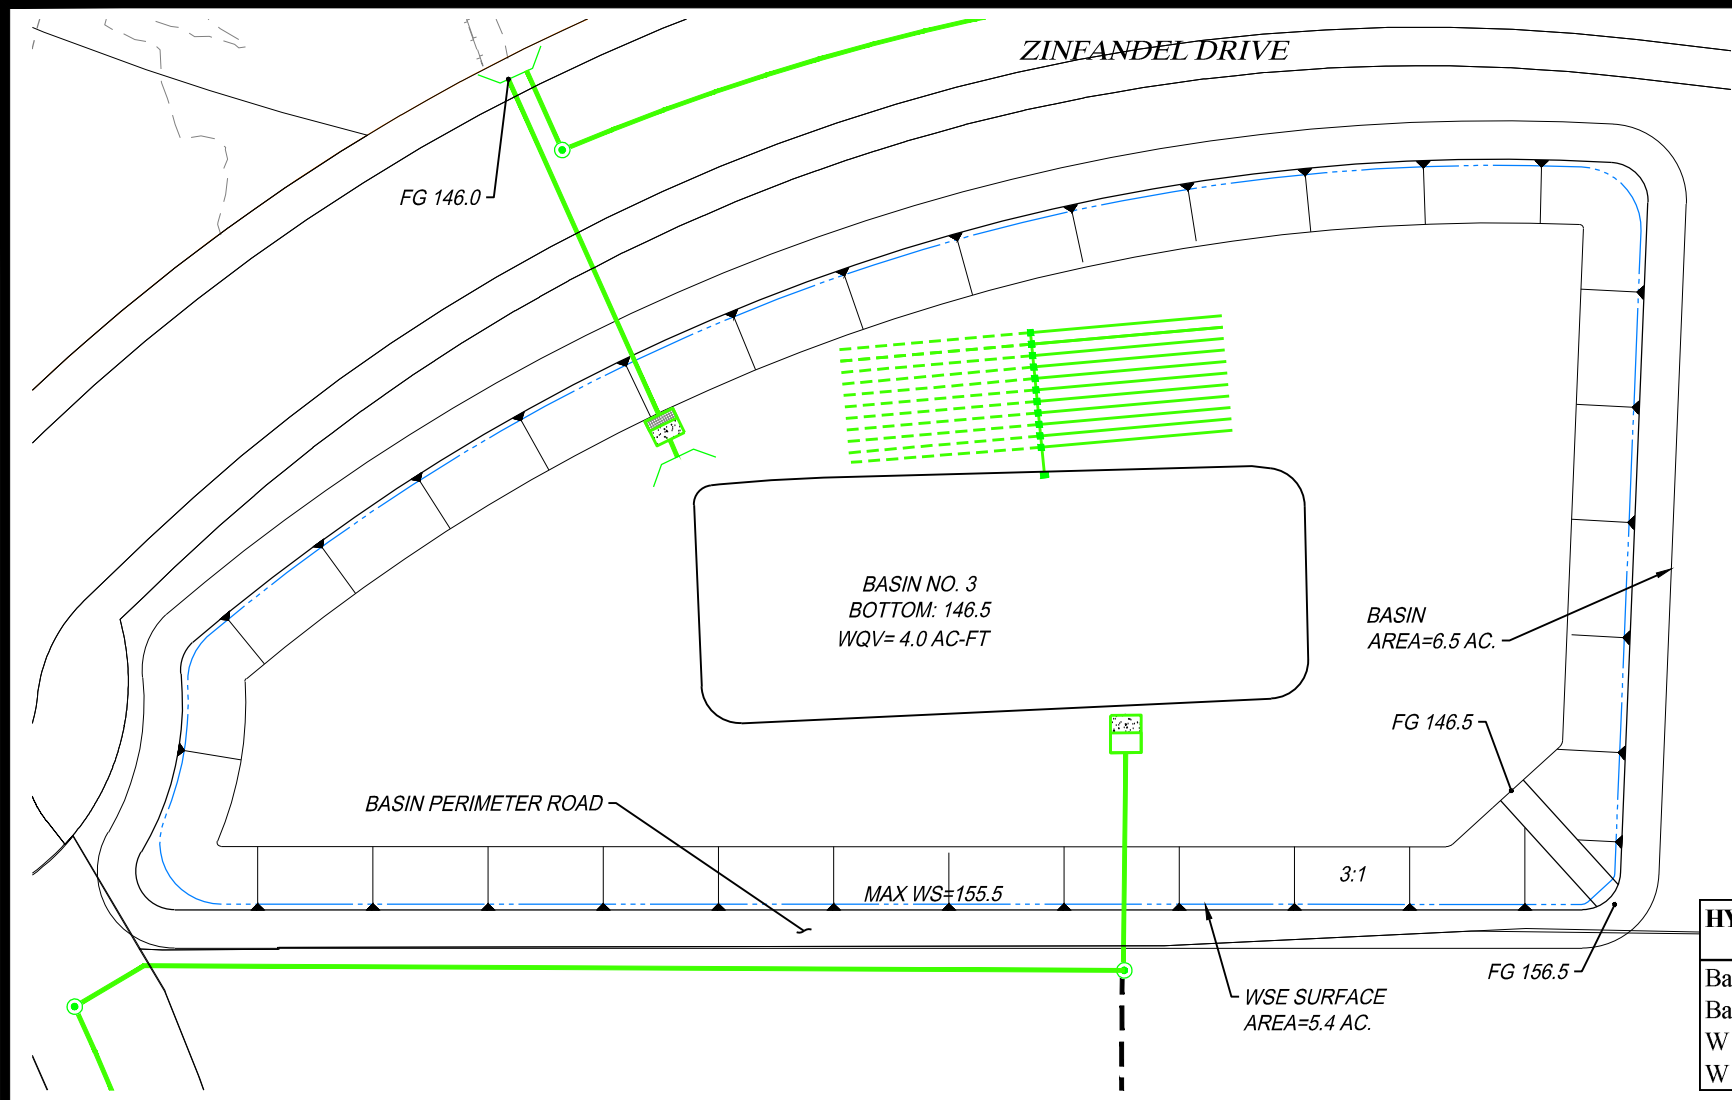 ZINFANDEL DRIVE
FG 146.0
BASIN NO. 3
BOTTOM: 146.5
WQV= 4.0 AC-FT
BASIN
AREA=6.5 AC.
FG 146.5
BASIN PERIMETER ROAD
3:1
MAX WS=155.5
HY
FG 156.5
Ba
Ba
W
W
WSE SURFACE
AREA=5.4 AC.